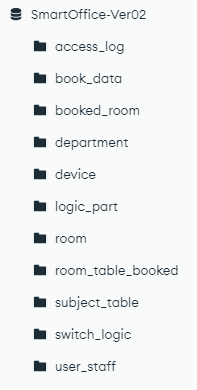 SmartOffice-Ver02
access_log
book_data
booked_room
department
device
logic_part
room
room_table_booked
subject_table
switch_logic
user_staff